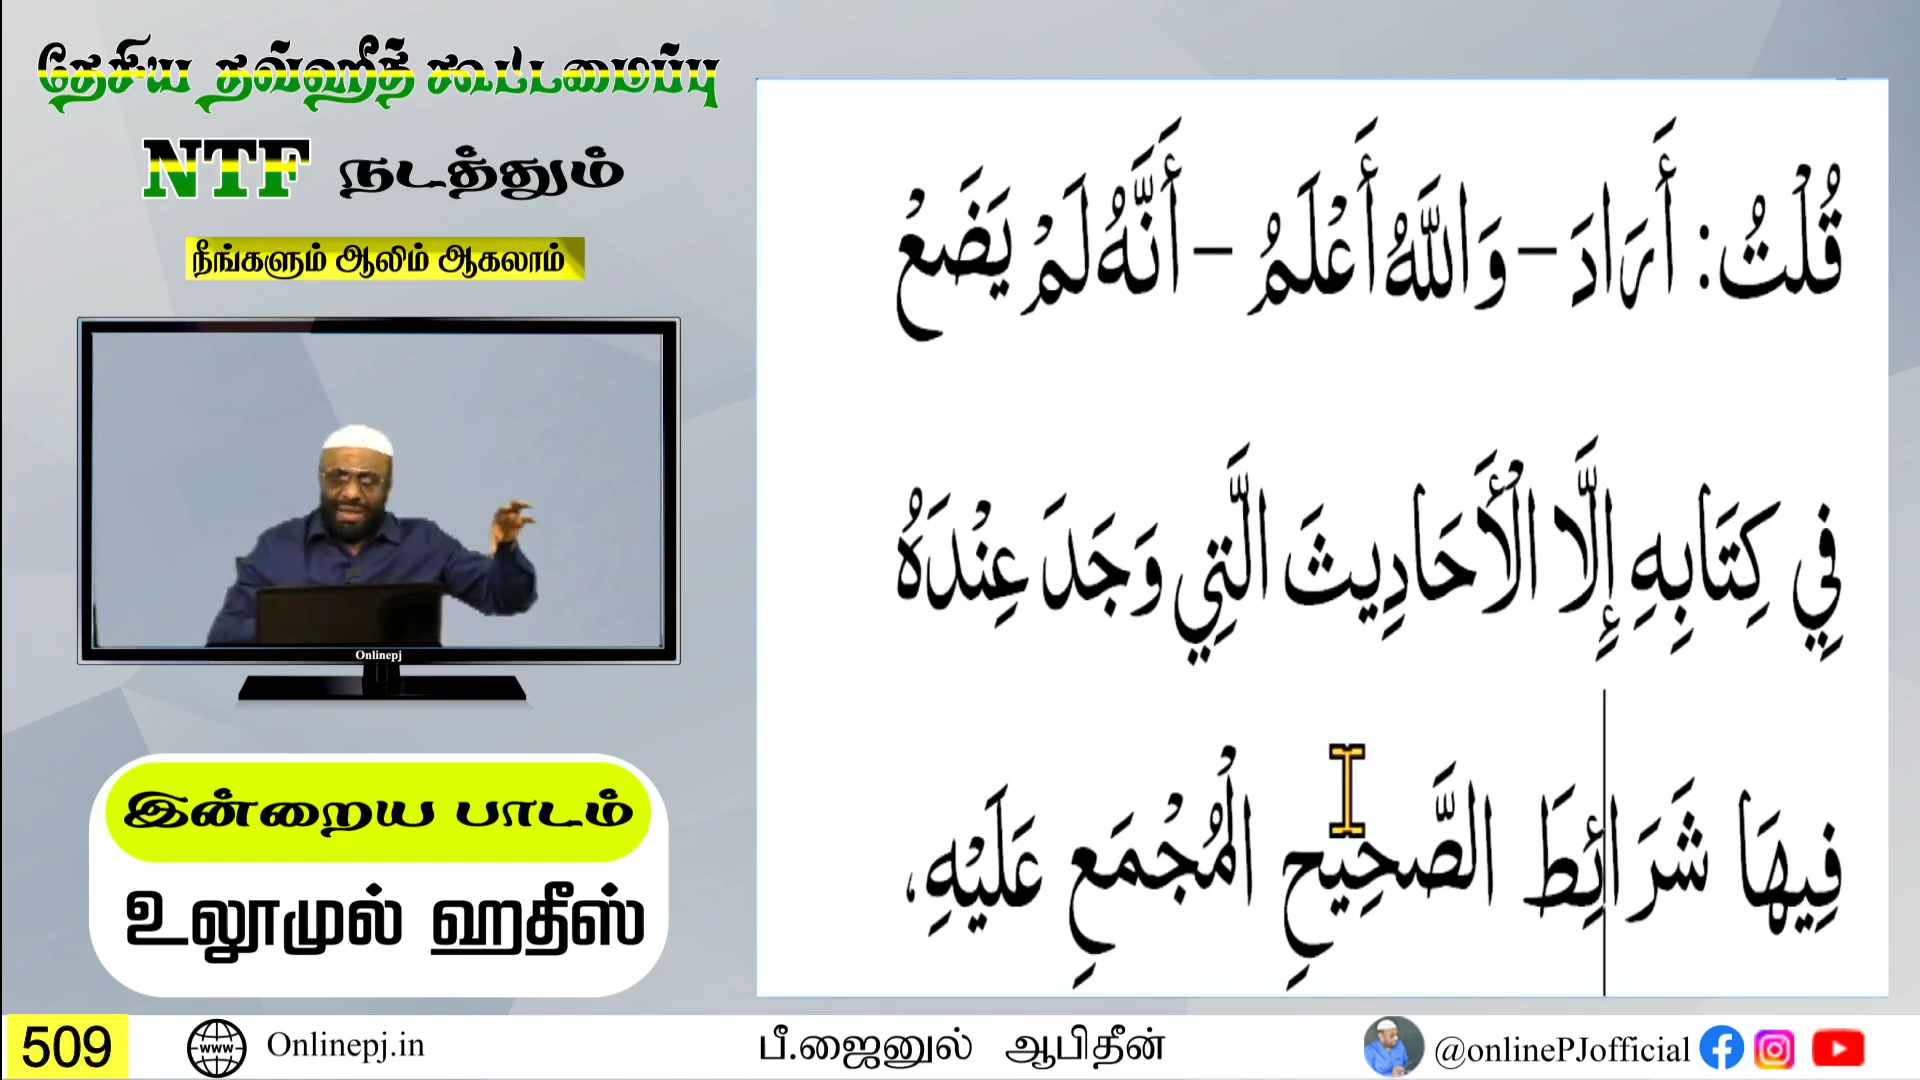 தேசிய தவ்ஹீத் கூட்டமைப்பு
NTF நடத்தும்
நீங்களும் ஆலிம் ஆகலாம்
Onlinepj
இன்றைய பாடம்
உலூமுல் ஹதீஸ்
قُلْتُ: أَرَادَ – وَاللَّهُ أَعْلَمُ – أَنَّهُ لَمْ يَضَعْ
فِي كِتَابِهِ إِلَّا الْأَحَادِيثَ الَّتِي وَجَدَ عِنْدَهُ
فِيهَا شَرَائِطَ الصَّحِيحِ الْمُجْمَعِ عَلَيْهِ،
509 www Onlinepj.in பீ.ஜைனுல் ஆபிதீன் @onlinePJofficial